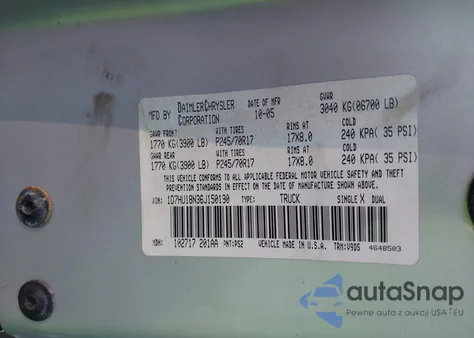 MFD BY DAIMLERCHRYSLER CORPORATION DATE OF MFR 10-05 GVWR 3040 KG(06700 LB)
GAWR FRONT WITH TIRES RIMS AT COLD
1770 KG(3900 LB) P245/70R17 17X8.0 240 KPA( 35 PSI)
GAWR REAR WITH TIRES RIMS AT COLD
1770 KG(3900 LB) P245/70R17 17X8.0 240 KPA( 35 PSI)
THIS VEHICLE CONFORMS TO ALL APPLICABLE FEDERAL MOTOR VEHICLE SAFETY AND
THEFT PREVENTION STANDARDS IN EFFECT ON THE DATE OF MANUFACTURE SHOWN ABOVE.
VIN: 1D7HU18N36J150130 TYPE: TRUCK SINGLE X DUAL
MDH: 102717 201AA PNT:PS2 VEHICLE MADE IN U.S.A. TRM:V9D5 4648503
autoSnap
Pewne auta z aukcji USA i EU